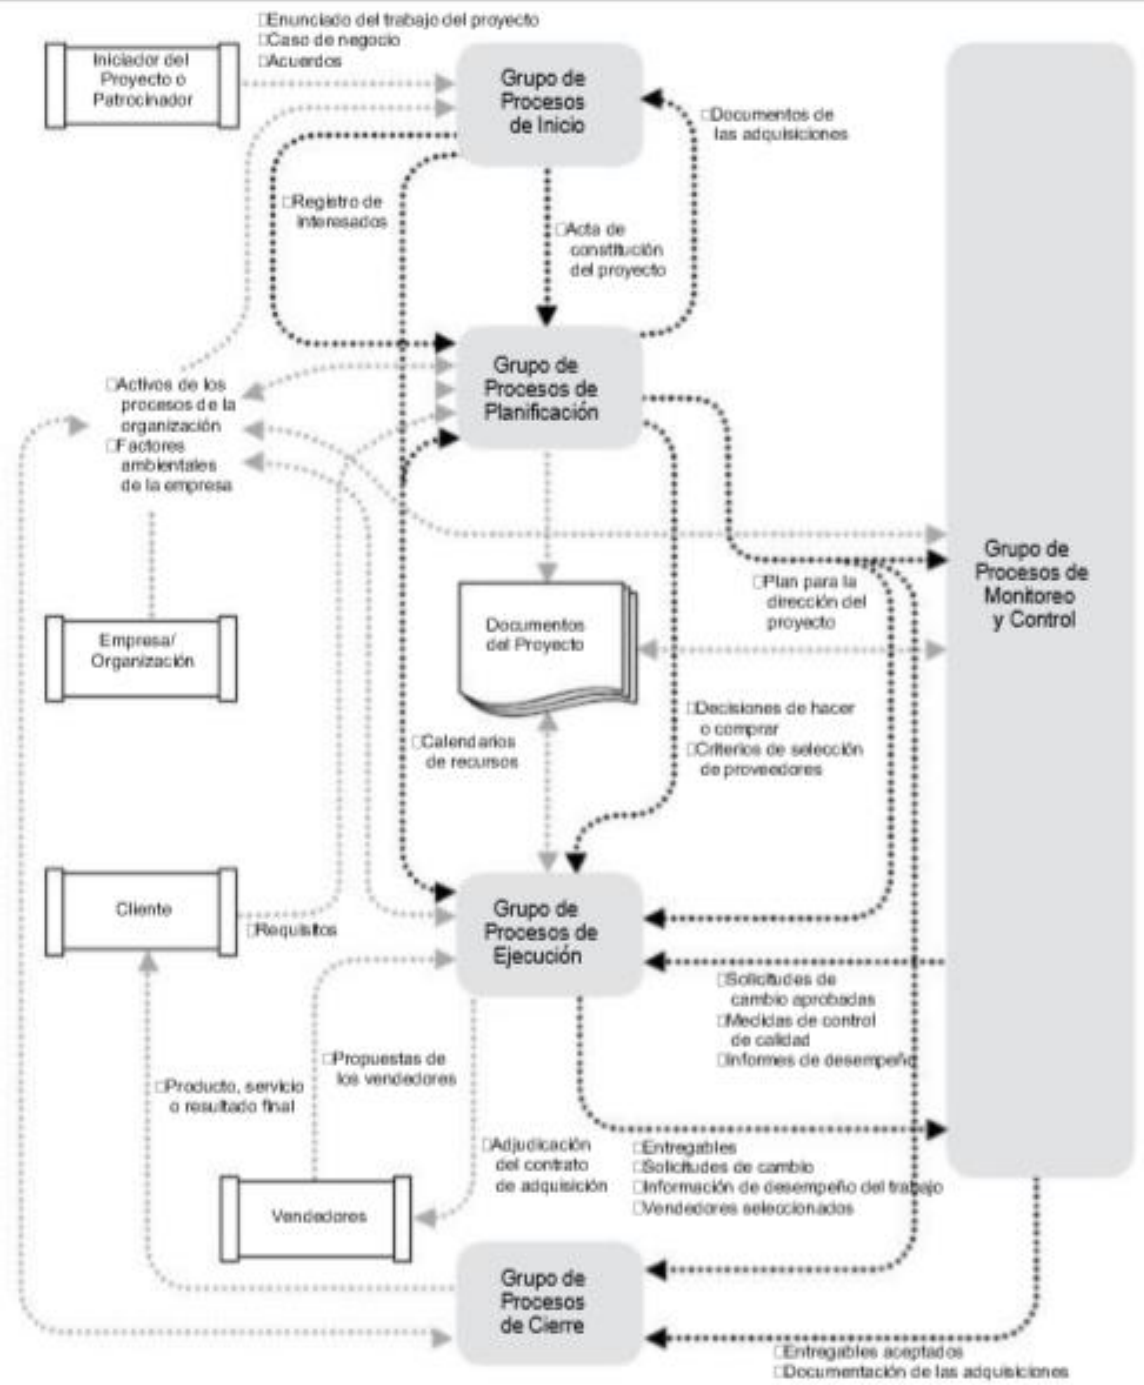 Enunciado del trabajo del proyecto
Caso de negocio
Acuerdos
Iniciador del
Proyecto o
Patrocinador
Grupo de
Procesos
de Inicio
Documentos de
las adquisiciones
Registro de
interesados
Acta de
constitución
del proyecto
Grupo de
Procesos de
Planificación
Activos de los
procesos de la
organización
Factores
ambientales
de la empresa
Grupo de
Procesos de
Monitoreo
y Control
Plan para la
dirección del
proyecto
Empresa/
Organización
Documentos
del Proyecto
Decisiones de hacer
o comprar
Criterios de selección
de proveedores
Calendarios
de recursos
Cliente
Requisitos
Grupo de
Procesos de
Ejecución
Solicitudes de
cambio aprobadas
Medidas de control
de calidad
Informes de desempeño
Propuestas de
los vendedores
Producto, servicio
o resultado final
Adjudicación
del contrato
de adquisición
Entregables
Solicitudes de cambio
Información de desempeño del trabajo
Vendedores seleccionados
Vendedores
Grupo de
Procesos
de Cierre
Entregables aceptados
Documentación de las adquisiciones